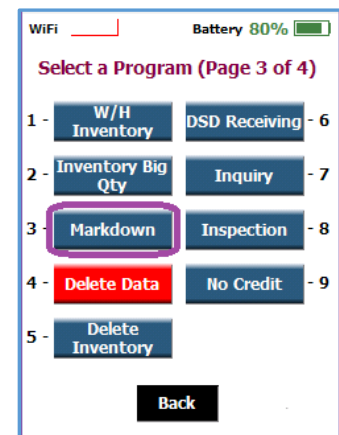 WiFi Battery 80%
Select a Program (Page 3 of 4)
1 - W/H Inventory DSD Receiving - 6
2 - Inventory Big Qty Inquiry - 7
3 - Markdown Inspection - 8
4 - Delete Data No Credit - 9
5 - Delete Inventory
Back